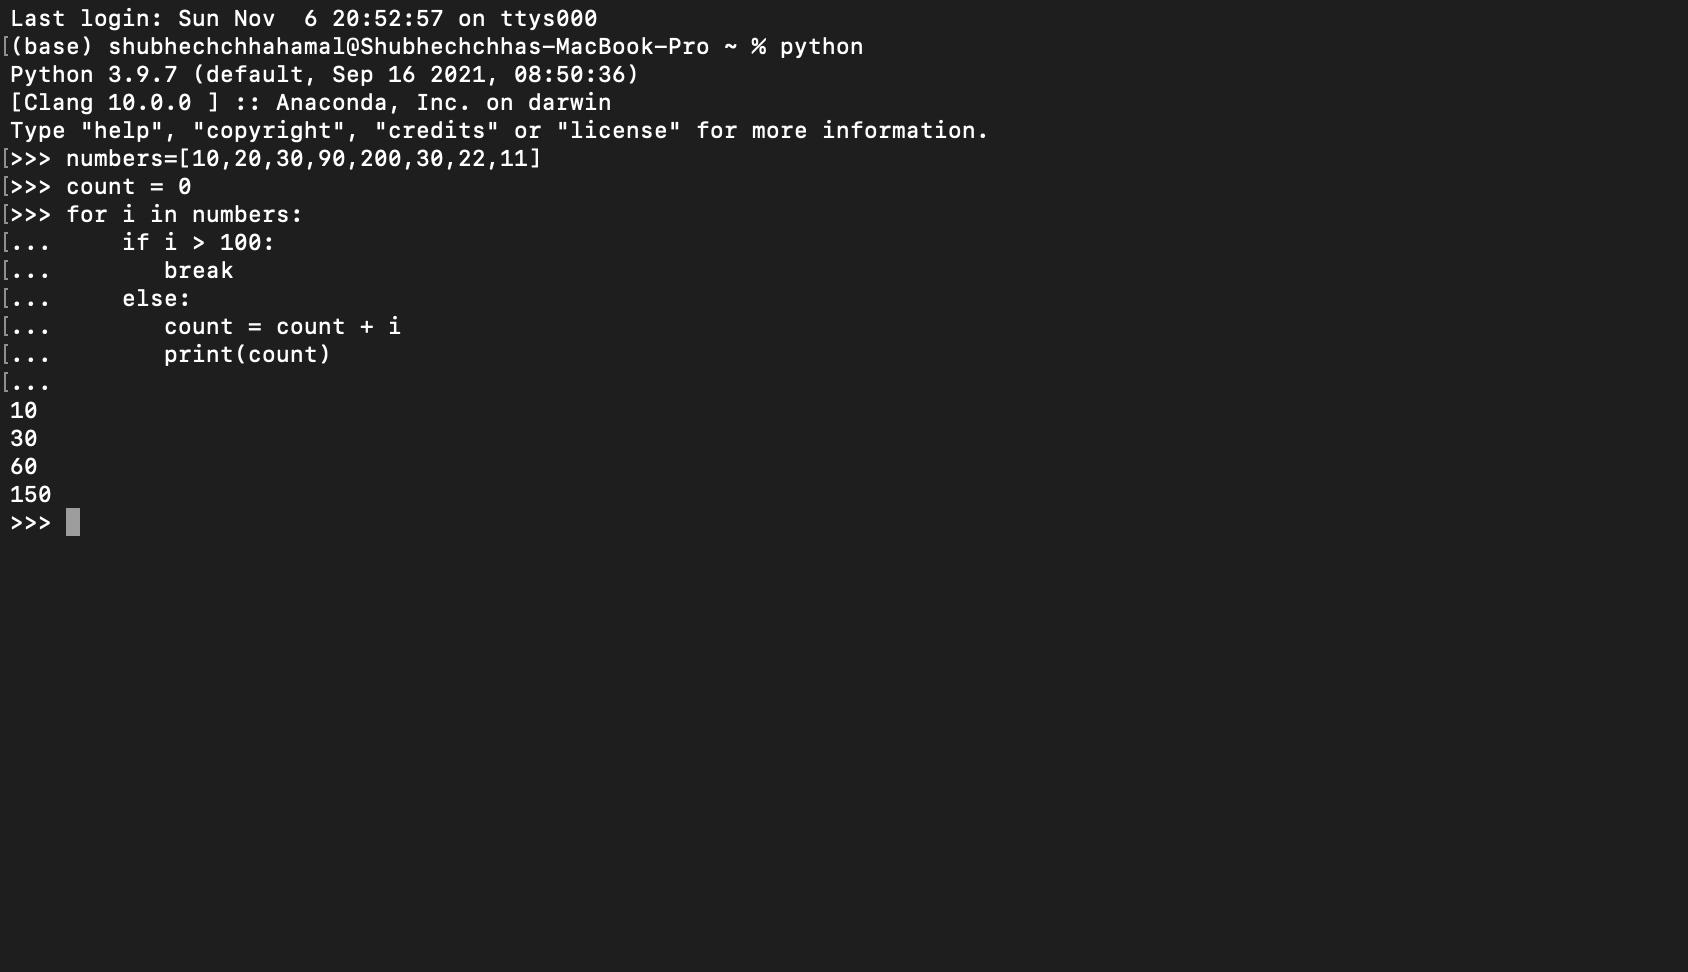 Last login: Sun Nov  6 20:52:57 on ttys000
[(base) shubhechchhahamal@Shubhechchhas-MacBook-Pro ~ % python
Python 3.9.7 (default, Sep 16 2021, 08:50:36)
[Clang 10.0.0 ] :: Anaconda, Inc. on darwin
Type "help", "copyright", "credits" or "license" for more information.
[>>> numbers=[10,20,30,90,200,30,22,11]
[>>> count = 0
[>>> for i in numbers:
[...     if i > 100:
[...        break
[...     else:
[...        count = count + i
[...        print(count)
[...
10
30
60
150
>>>